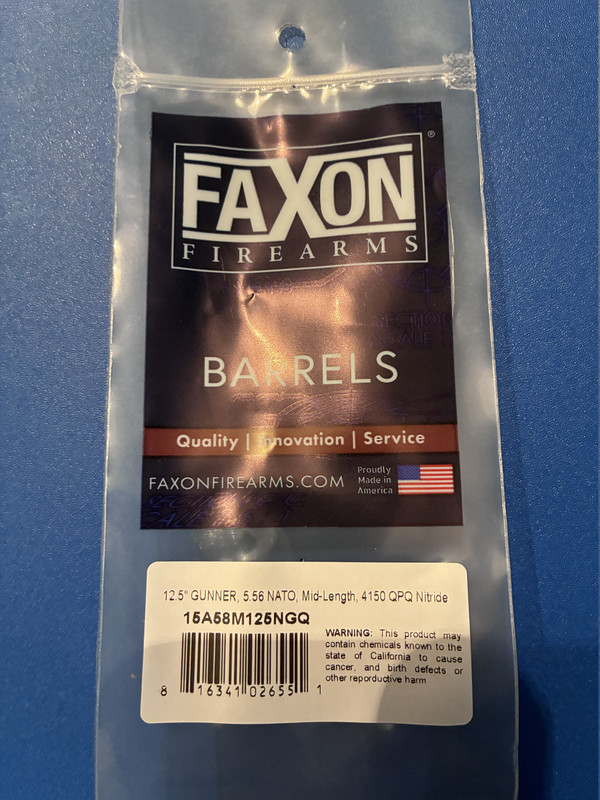 FAXON®
FIREARMS
BARRELS
Quality | Innovation | Service
FAXONFIREARMS.COM
Proudly
Made in
America
12.5" GUNNER, 5.56 NATO, Mid-Length, 4150 QPQ Nitride
15A58M125NGQ
WARNING: This product may
contain chemicals known to the
state of California to cause
cancer, and birth defects or
other reporductive harm
8 16341 02655 1